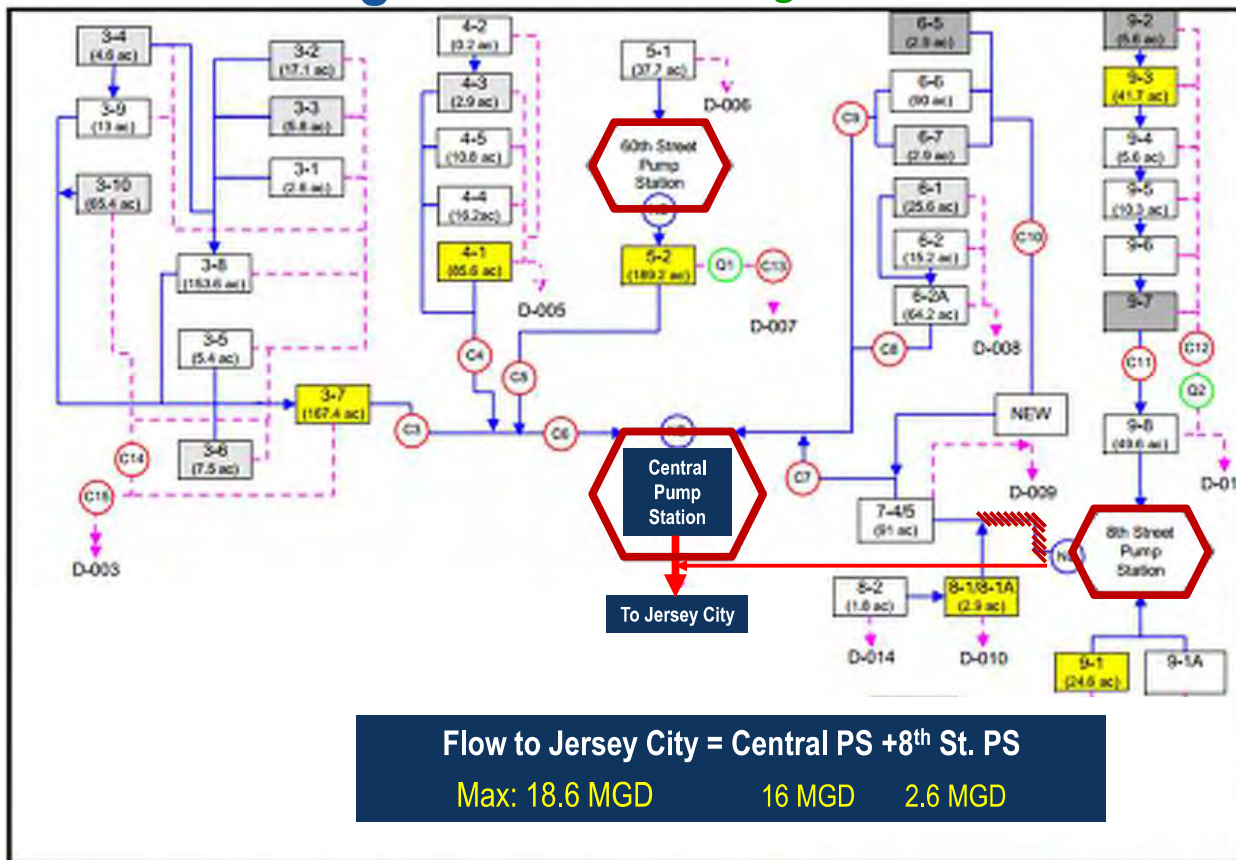 3-4
(4.6 ac)
3-2
(17.1 ac)
3-9
(13 ac)
3-3
(5.8 ac)
3-1
(2.8 ac)
3-10
(65.4 ac)
3-8
(153.6 ac)
3-5
(5.4 ac)
3-7
(167.4 ac)
3-6
(7.5 ac)
C14
C15
D-003
C3
4-2
(0.2 ac)
4-3
(2.9 ac)
4-5
(10.8 ac)
4-4
(16.2ac)
4-1
(85.6 ac)
D-005
C4
C5
C6
5-1
(37.7 ac)
D-006
60th Street
Pump
Station
5-2
(189.2 ac)
Q1
C13
D-007
Central
Pump
Station
To Jersey City
6-5
(2.9 ac)
6-6
(90 ac)
C9
6-7
(2.9 ac)
6-1
(25.6 ac)
6-2
(15.2 ac)
6-2A
(64.2 ac)
C8
D-008
C10
NEW
C7
7-4/5
(91 ac)
D-009
8-2
(1.8 ac)
8-1/8-1A
(2.9 ac)
D-014
D-010
9-2
(6.6 ac)
9-3
(41.7 ac)
9-4
(5.6 ac)
9-5
(10.3 ac)
9-6
9-7
C11
C12
Q2
9-8
(49.6 ac)
D-01
8th Street
Pump
Station
9-1
(24.6 ac)
9-1A
Flow to Jersey City = Central PS +8th St. PS
Max: 18.6 MGD 16 MGD 2.6 MGD